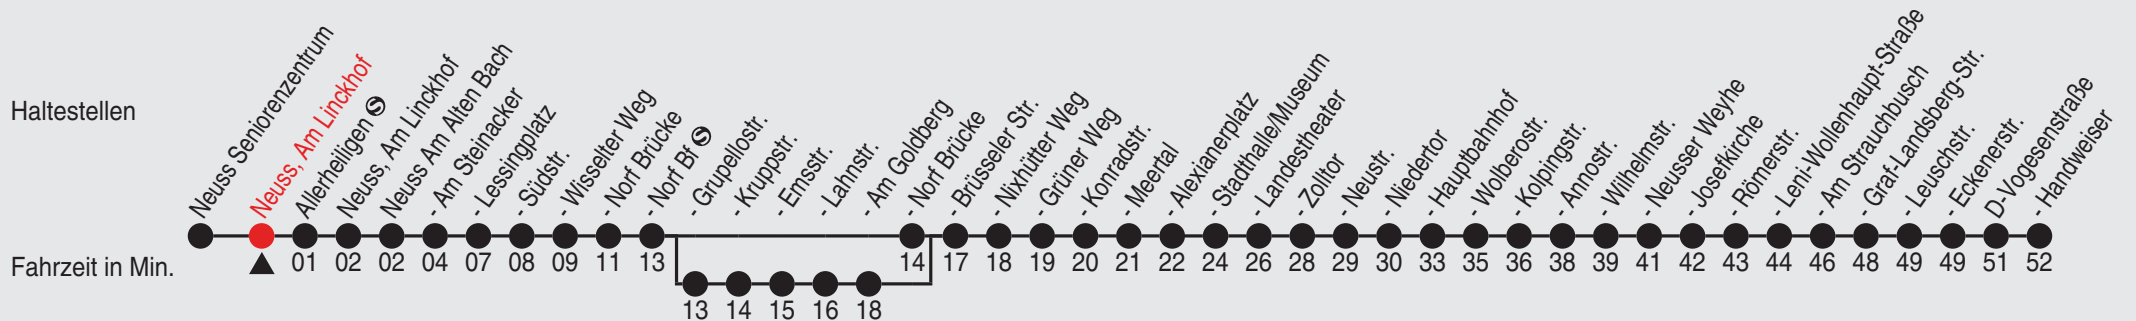 Haltestellen
Neuss Seniorenzentrum
Neuss, Am Linckhof
Allerheiligen S
Neuss, Am Linckhof
Neuss Am Alten Bach
- Am Steinacker
- Lessingplatz
- Südstr.
- Wisselter Weg
- Norf Brücke
- Norf Bf S
- Grupellostr.
- Kruppstr.
- Emsstr.
- Lahnstr.
- Am Goldberg
- Norf Brücke
- Brüsseler Str.
- Nixhütter Weg
- Grüner Weg
- Konradstr.
- Meertal
- Alexianerplatz
- Stadthalle/Museum
- Landestheater
- Zolltor
- Neustr.
- Niedertor
- Hauptbahnhof
- Wolberostr.
- Kolpingstr.
- Annostr.
- Wilhelmstr.
- Neusser Weyhe
- Josefkirche
- Römerstr.
- Leni-Wollenhaupt-Straße
- Am Strauchbusch
- Graf-Landsberg-Str.
- Leuschstr.
- Eckenerstr.
D-Vogesenstraße
- Handweiser
Fahrzeit in Min.
01 02 02 04 07 08 09 11 13 14 17 18 19 20 21 22 24 26 28 29 30 33 35 36 38 39 41 42 43 44 46 48 49 49 51 52
13 14 15 16 18